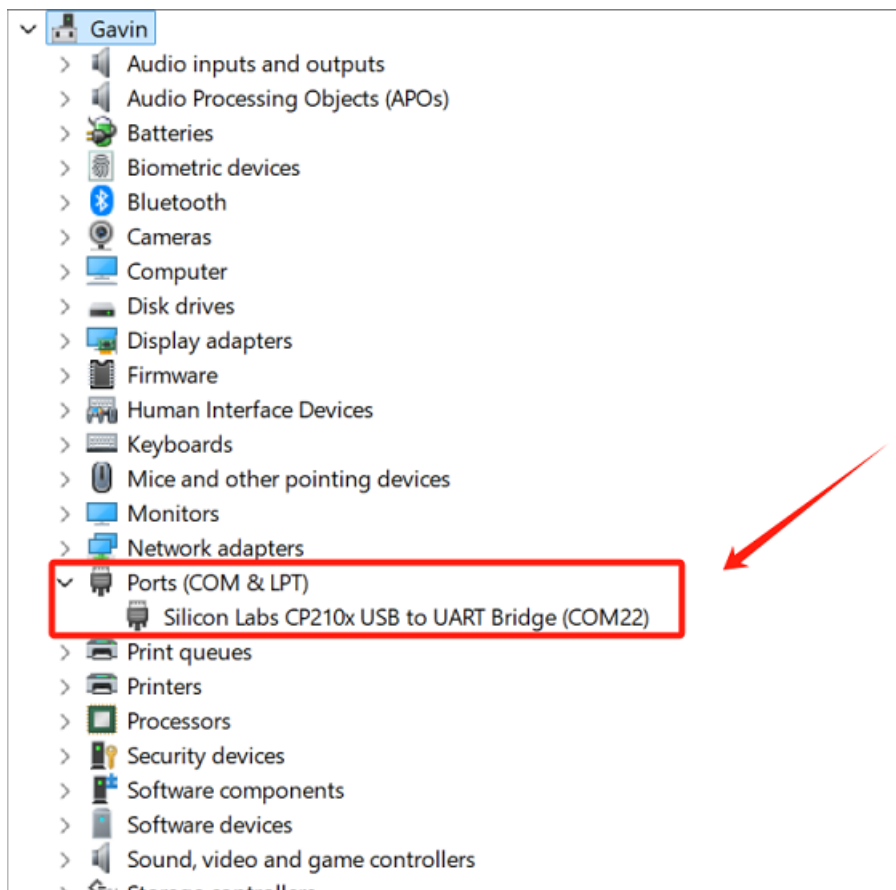 Gavin
Audio inputs and outputs
Audio Processing Objects (APOs)
Batteries
Biometric devices
Bluetooth
Cameras
Computer
Disk drives
Display adapters
Firmware
Human Interface Devices
Keyboards
Mice and other pointing devices
Monitors
Network adapters
Ports (COM & LPT)
Silicon Labs CP210x USB to UART Bridge (COM22)
Print queues
Printers
Processors
Security devices
Software components
Software devices
Sound, video and game controllers
Storage controllers